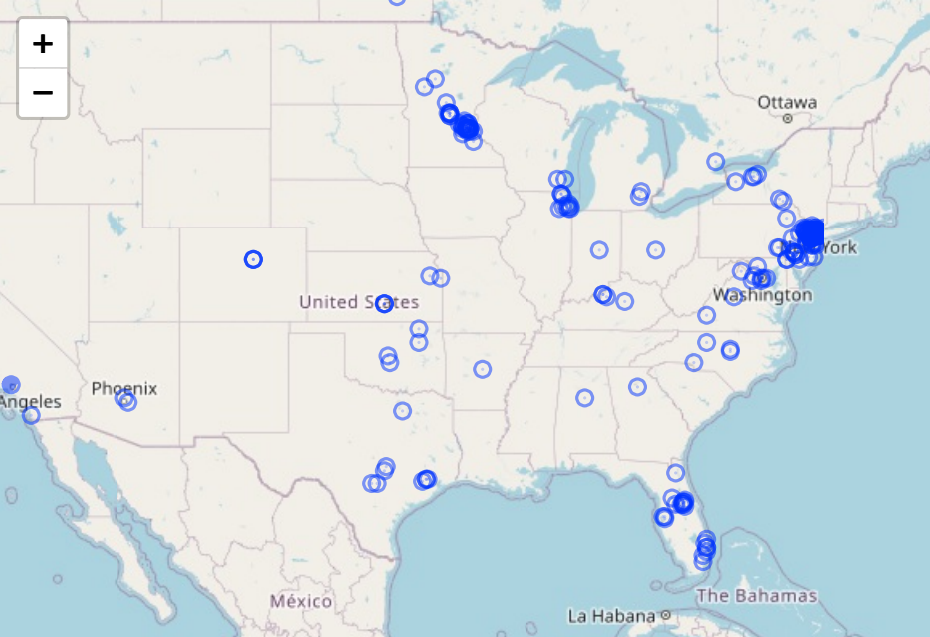 +
−
Ottawa
York
United States
Washington
Phoenix
Angeles
México
The Bahamas
La Habana